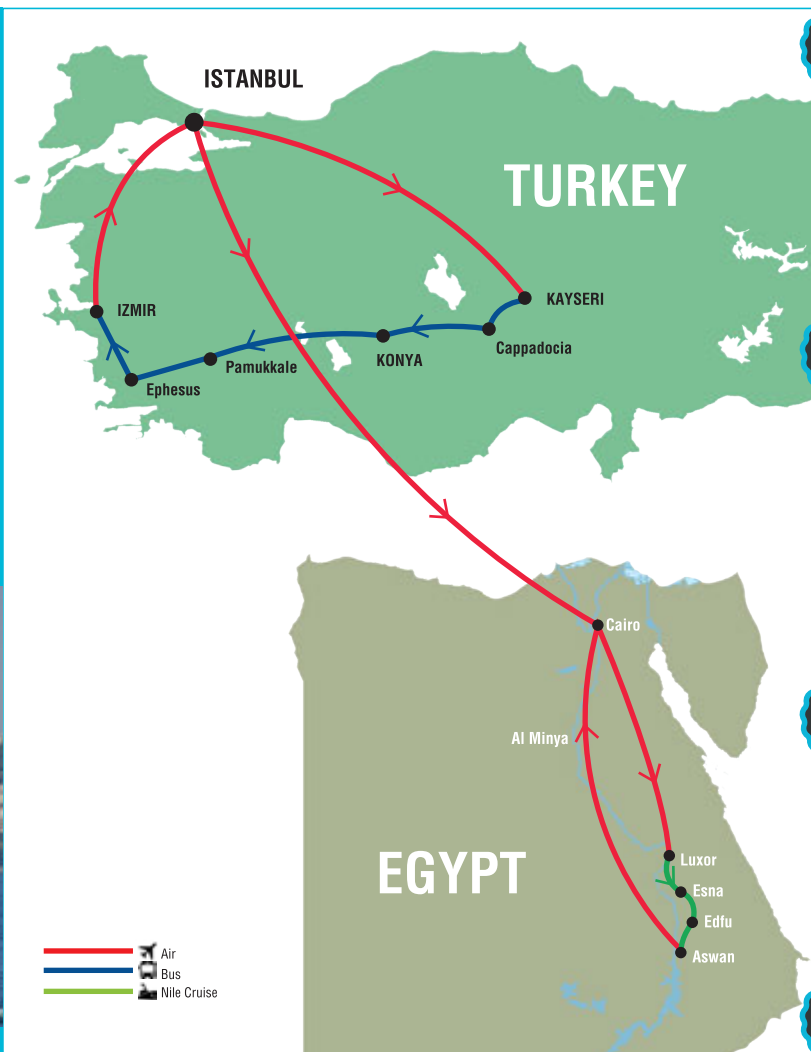 ISTANBUL
TURKEY
KAYSERI
IZMIR
Cappadocia
KONYA
Pamukkale
Ephesus
Cairo
Al Minya
Luxor
EGYPT
Esna
Edfu
Aswan
Air
Bus
Nile Cruise